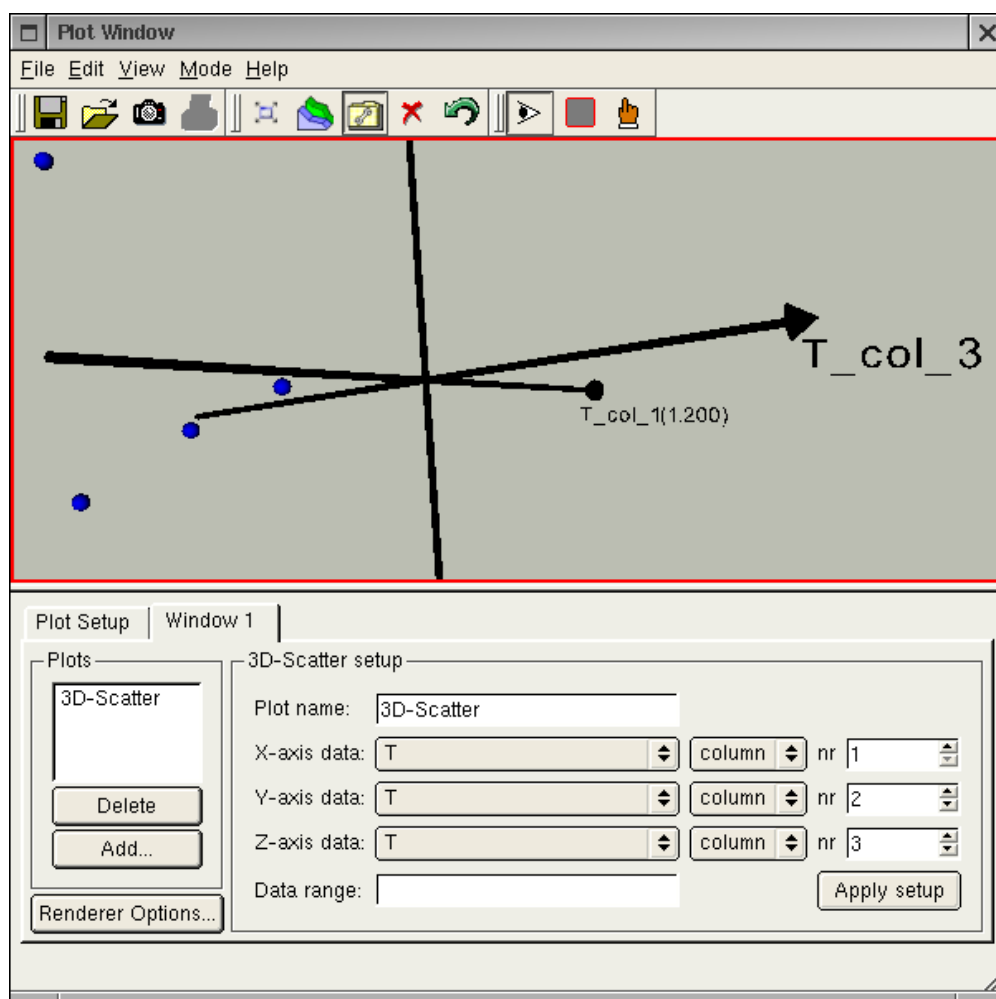 Plot Window
File Edit View Mode Help
T_col_3
T_col_1(1.200)
Plot Setup Window 1
Plots
3D-Scatter
Delete
Add...
Renderer Options...
3D-Scatter setup
Plot name: 3D-Scatter
X-axis data: T column nr 1
Y-axis data: T column nr 2
Z-axis data: T column nr 3
Data range:
Apply setup